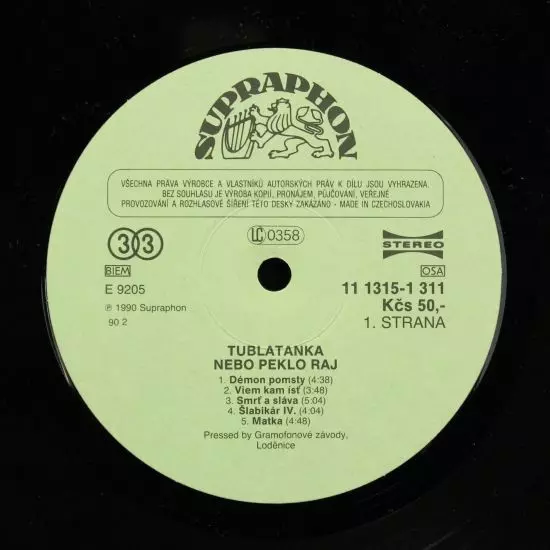 SUPRAPHON
VŠECHNA PRÁVA VÝROBCE A VLASTNÍKŮ AUTORSKÝCH PRÁV K DÍLU JSOU VYHRAZENA.
BEZ SOUHLASU JE VÝROBA KOPIÍ, PRONÁJEM, PŮJČOVÁNÍ, VEŘEJNÉ
PROVOZOVÁNÍ A ROZHLASOVÉ ŠÍŘENÍ TÉTO DESKY ZAKÁZÁNO - MADE IN CZECHOSLOVAKIA
33 LC 0358 STEREO
BIEM OSA
E 9205 11 1315-1 311
℗ 1990 Supraphon Kčs 50,-
90 2 1. STRANA
TUBLATANKA
NEBO PEKLO RAJ
1. Démon pomsty (4:38)
2. Viem kam ísť (3:48)
3. Smrť a sláva (5:04)
4. Šlabikár IV. (4:04)
5. Matka (4:48)
Pressed by Gramofonové závody,
Loděnice